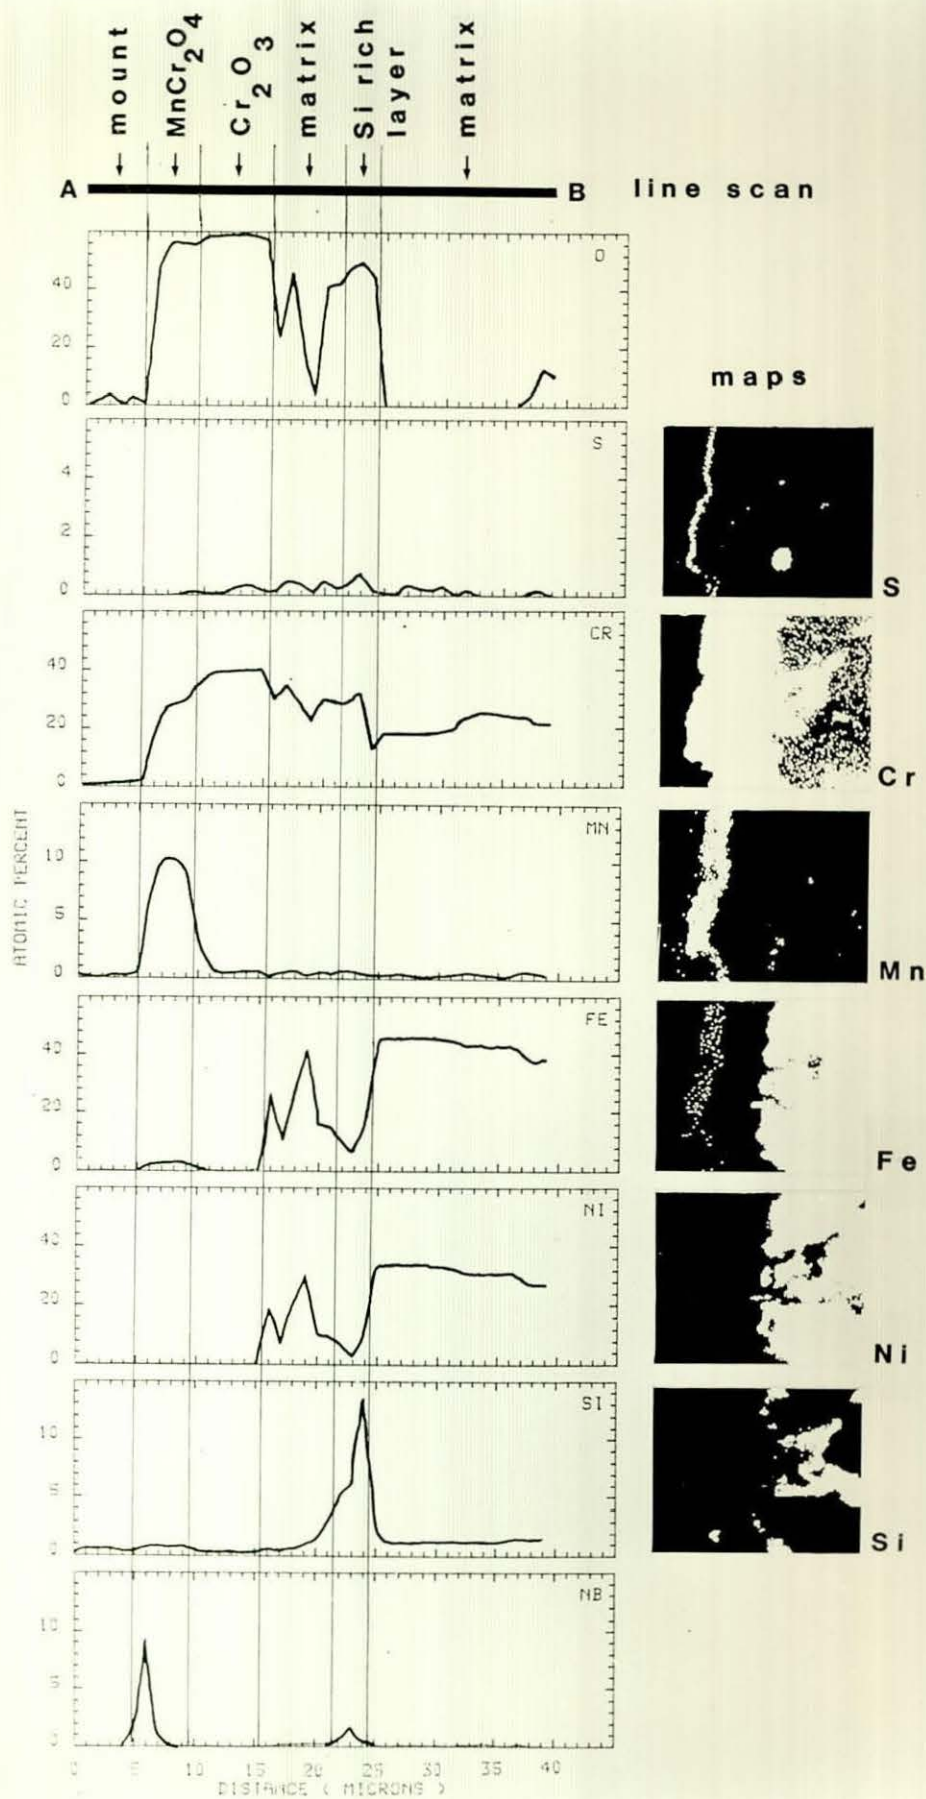 mount
MnCr2O4
Cr2O3
matrix
Si rich
layer
matrix
A B line scan
O
40
20
0
maps
S
4
2
0
S
CR
40
20
0
Cr
ATOMIC PERCENT
MN
10
5
0
Mn
FE
40
20
0
Fe
NI
40
20
0
Ni
SI
10
5
0
Si
NB
10
5
0
0 5 10 15 20 25 30 35 40
DISTANCE ( MICRONS )